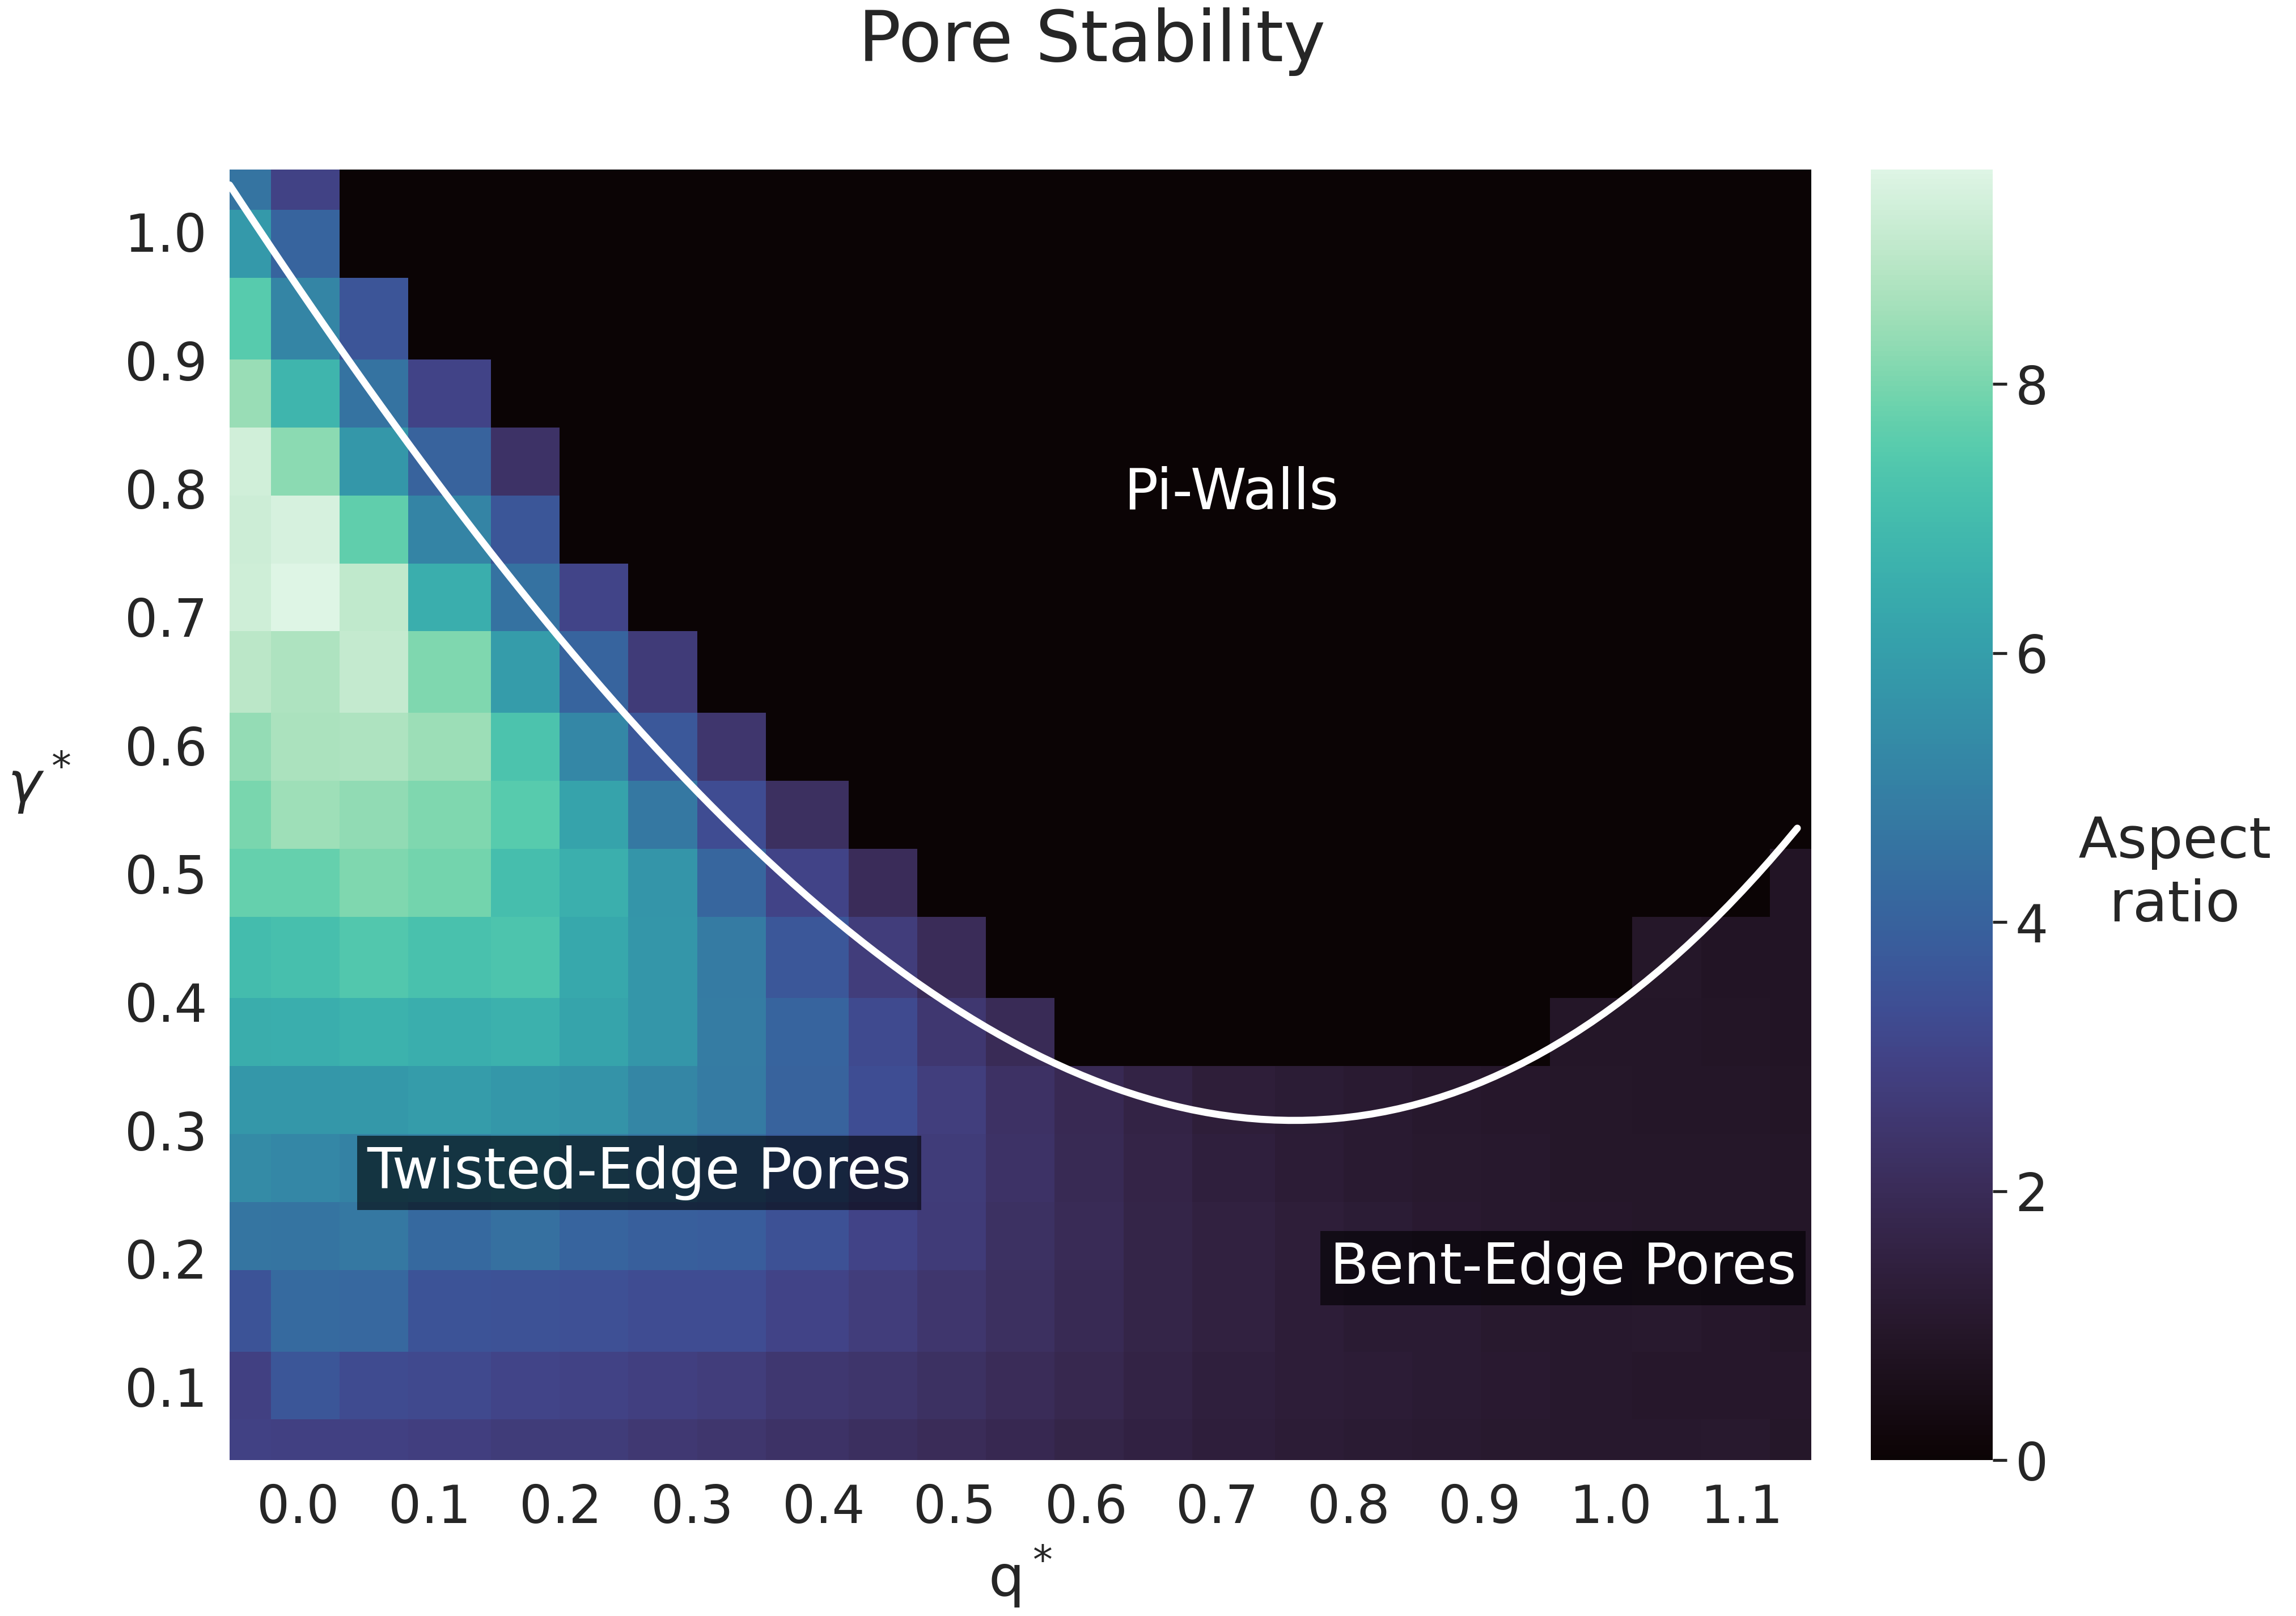 Pore Stability
1.0
0.9
0.8
0.7
0.6
0.5
0.4
0.3
0.2
0.1
γ*
Pi-Walls
Twisted-Edge Pores
Bent-Edge Pores
0.0 0.1 0.2 0.3 0.4 0.5 0.6 0.7 0.8 0.9 1.0 1.1
q*
8
6
4
2
0
Aspect
ratio